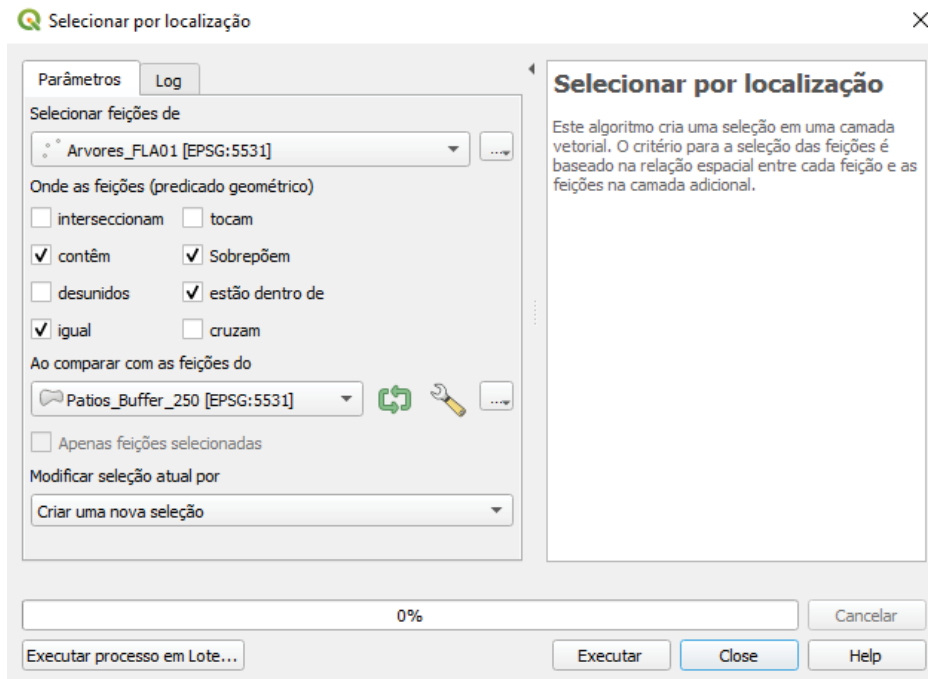 Selecionar por localização
Parâmetros
Log
Selecionar feições de
Arvores_FLA01 [EPSG:5531]
...
Onde as feições (predicado geométrico)
interseccionam
tocam
contêm
Sobrepõem
desunidos
estão dentro de
igual
cruzam
Ao comparar com as feições do
Patios_Buffer_250 [EPSG:5531]
...
Apenas feições selecionadas
Modificar seleção atual por
Criar uma nova seleção
Selecionar por localização
Este algoritmo cria uma seleção em uma camada
vetorial. O critério para a seleção das feições é
baseado na relação espacial entre cada feição e as
feições na camada adicional.
0%
Cancelar
Executar processo em Lote...
Executar
Close
Help